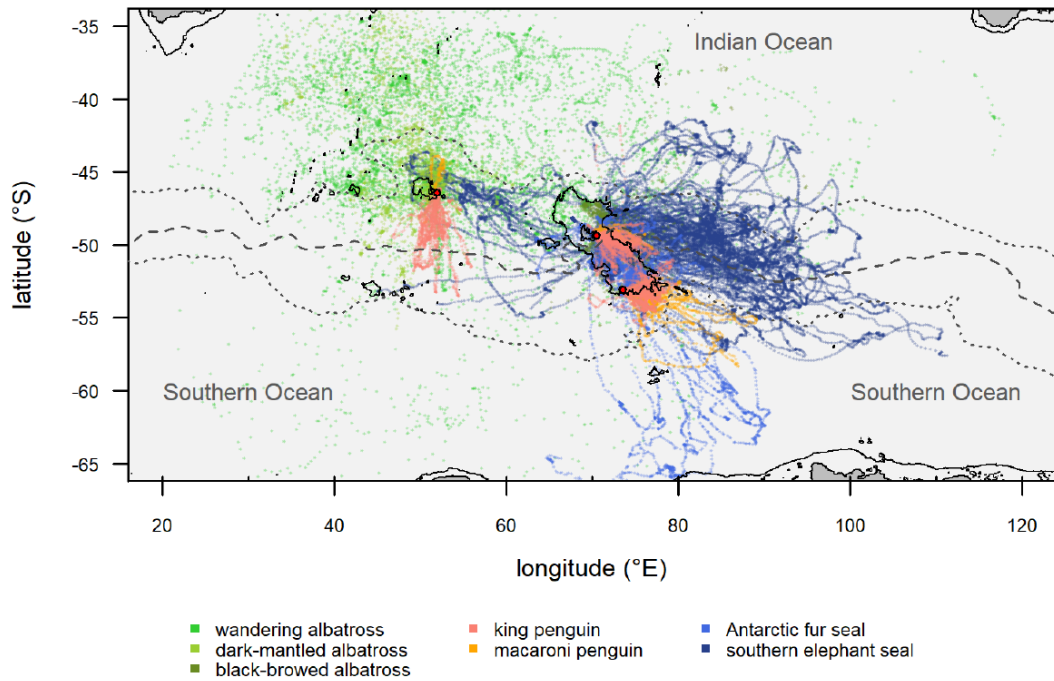 -35
-40
-45
-50
-55
-60
-65
latitude (°S)
Indian Ocean
Southern Ocean
Southern Ocean
20
40
60
80
100
120
longitude (°E)
wandering albatross
dark-mantled albatross
black-browed albatross
king penguin
macaroni penguin
Antarctic fur seal
southern elephant seal